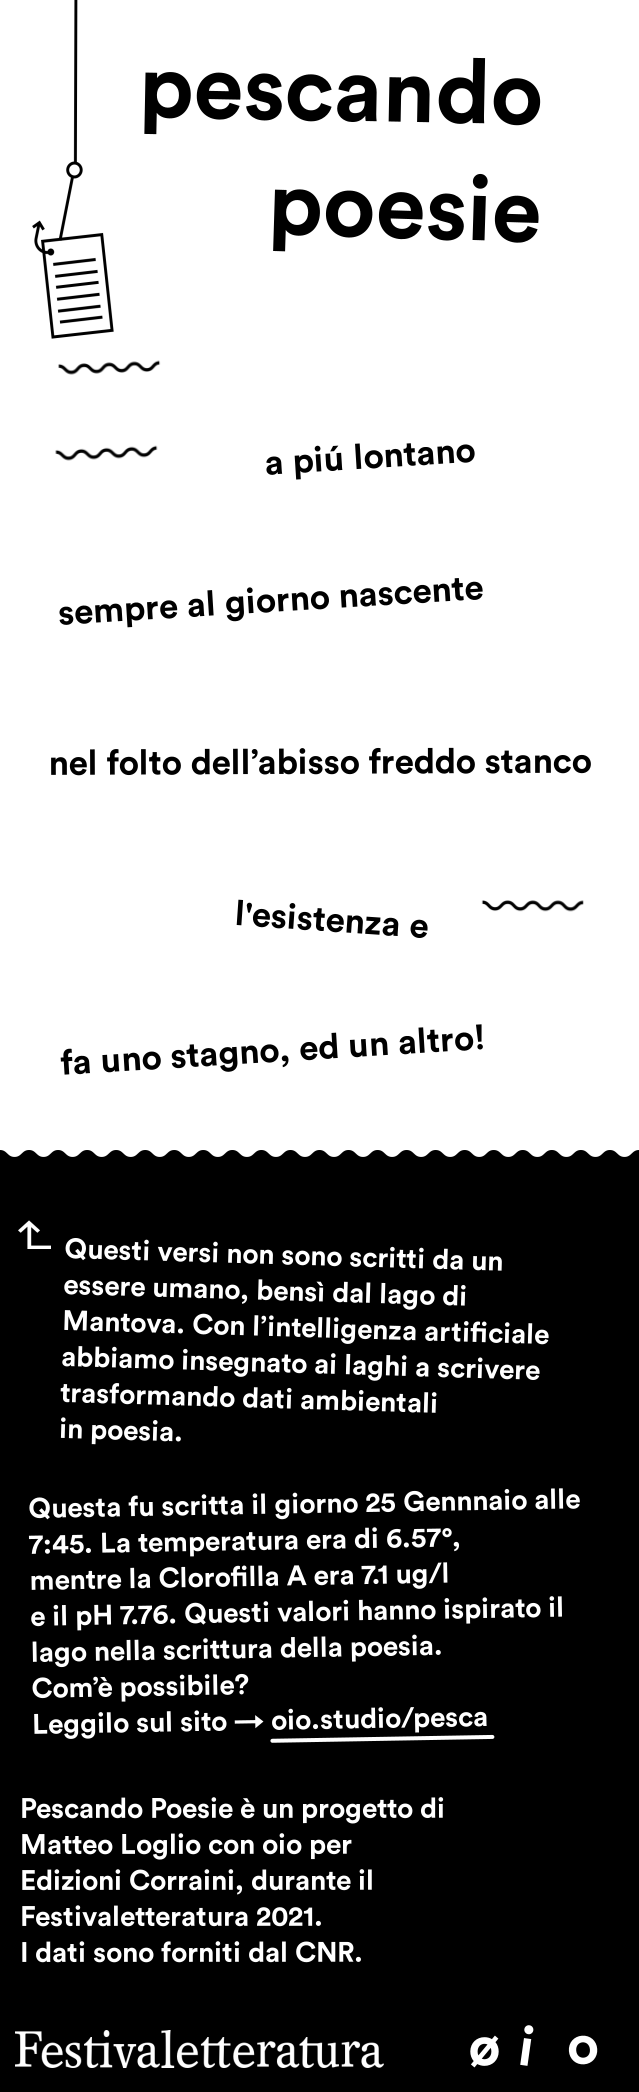 pescando
poesie
a piú lontano
sempre al giorno nascente
nel folto dell’abisso freddo stanco
l'esistenza e
fa uno stagno, ed un altro!
Questi versi non sono scritti da un
essere umano, bensì dal lago di
Mantova. Con l’intelligenza artificiale
abbiamo insegnato ai laghi a scrivere
trasformando dati ambientali
in poesia.
Questa fu scritta il giorno 25 Gennnaio alle
7:45. La temperatura era di 6.57°,
mentre la Clorofilla A era 7.1 ug/l
e il pH 7.76. Questi valori hanno ispirato il
lago nella scrittura della poesia.
Com’è possibile?
Leggilo sul sito → oio.studio/pesca
Pescando Poesie è un progetto di
Matteo Loglio con oio per
Edizioni Corraini, durante il
Festivaletteratura 2021.
I dati sono forniti dal CNR.
Festivaletteratura ø i o